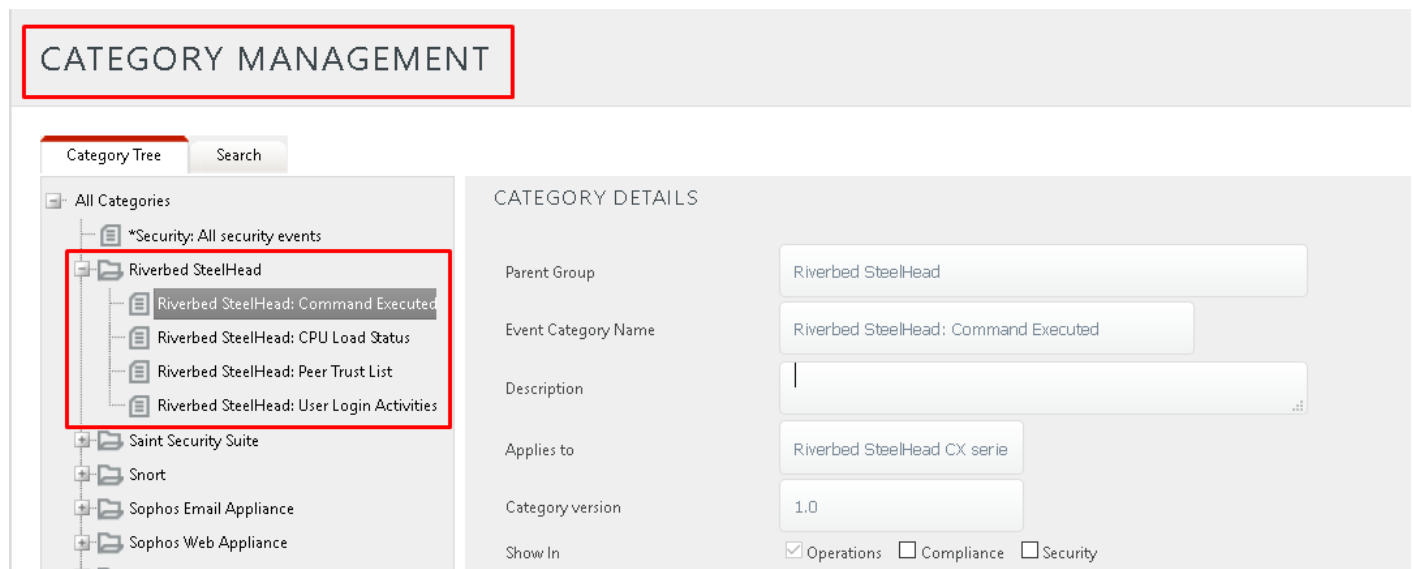 CATEGORY MANAGEMENT
Category Tree
Search
All Categories
*Security: All security events
Riverbed SteelHead
Riverbed SteelHead: Command Executed
Riverbed SteelHead: CPU Load Status
Riverbed SteelHead: Peer Trust List
Riverbed SteelHead: User Login Activities
Saint Security Suite
Snort
Sophos Email Appliance
Sophos Web Appliance
CATEGORY DETAILS
Parent Group
Riverbed SteelHead
Event Category Name
Riverbed SteelHead: Command Executed
Description
Applies to
Riverbed SteelHead CX serie
Category version
1.0
Show In
Operations
Compliance
Security